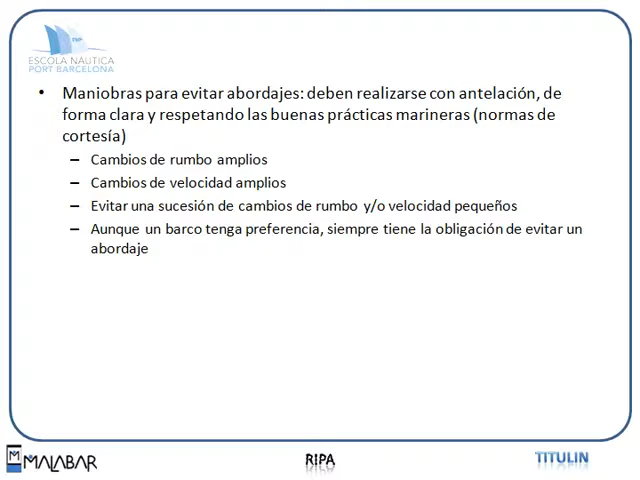 ESCOLA NÀUTICA
PORT BARCELONA
• Maniobras para evitar abordajes: deben realizarse con antelación, de
forma clara y respetando las buenas prácticas marineras (normas de
cortesía)
– Cambios de rumbo amplios
– Cambios de velocidad amplios
– Evitar una sucesión de cambios de rumbo y/o velocidad pequeños
– Aunque un barco tenga preferencia, siempre tiene la obligación de evitar un
abordaje
MALABAR
RIPA
TITULIN